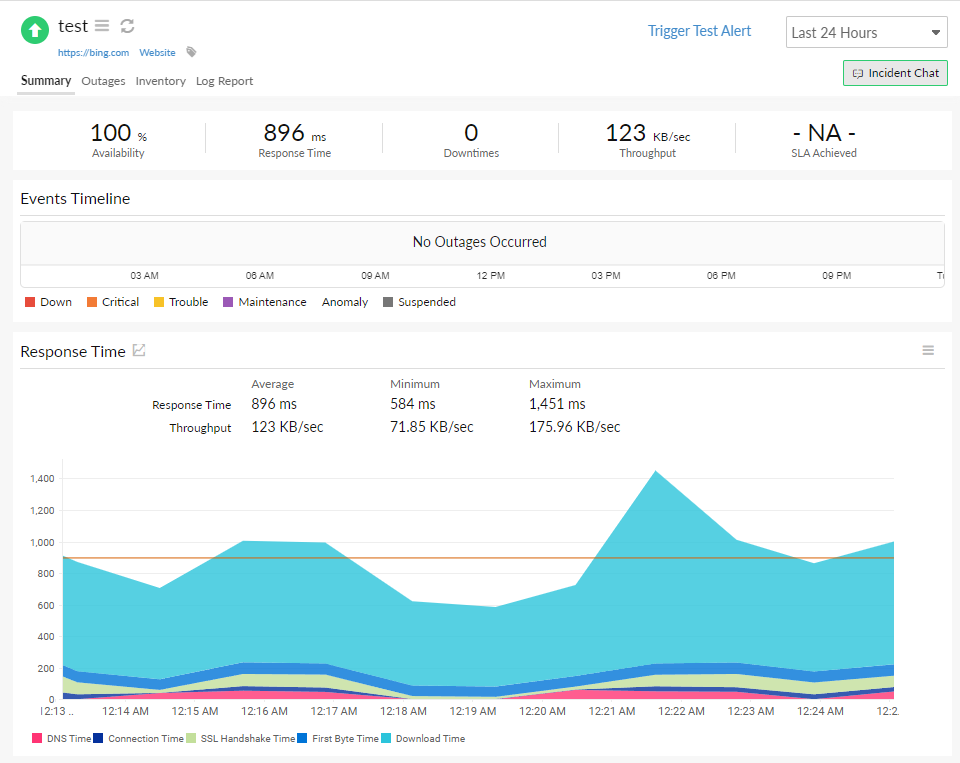 test
Trigger Test Alert
Last 24 Hours
https://bing.com Website
Incident Chat
Summary Outages Inventory Log Report
100 % 896 ms 0 123 KB/sec - NA -
Availability Response Time Downtimes Throughput SLA Achieved
Events Timeline
No Outages Occurred
03 AM 06 AM 09 AM 12 PM 03 PM 06 PM 09 PM
Down Critical Trouble Maintenance Anomaly Suspended
Response Time
Average Minimum Maximum
Response Time 896 ms 584 ms 1,451 ms
Throughput 123 KB/sec 71.85 KB/sec 175.96 KB/sec
1,400
1,200
1,000
800
600
400
200
0
12:13 .. 12:14 AM 12:15 AM 12:16 AM 12:17 AM 12:18 AM 12:19 AM 12:20 AM 12:21 AM 12:22 AM 12:23 AM 12:24 AM 12:2
DNS Time Connection Time SSL Handshake Time First Byte Time Download Time